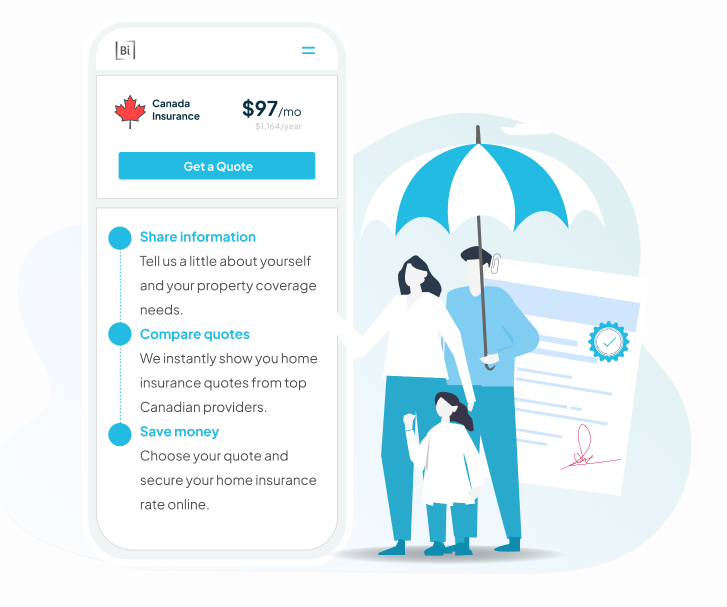 Bi
Canada
Insurance
$97/mo
$1,164/year
Get a Quote
Share information
Tell us a little about yourself
and your property coverage
needs.
Compare quotes
We instantly show you home
insurance quotes from top
Canadian providers.
Save money
Choose your quote and
secure your home insurance
rate online.